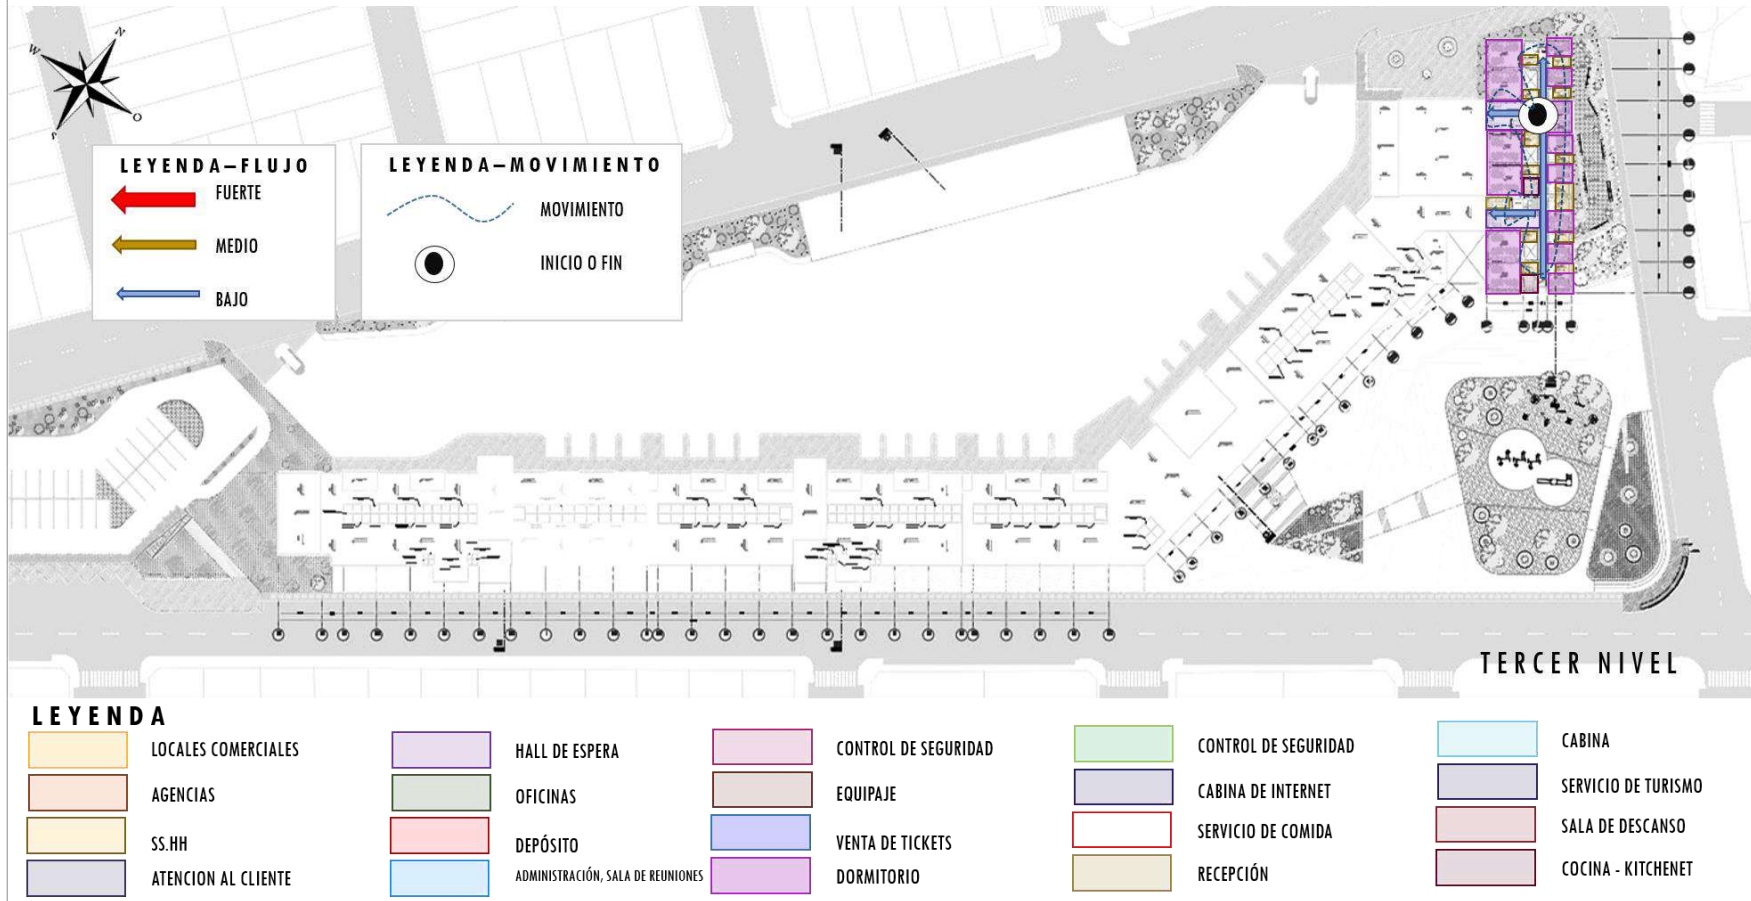 N
W
O
LEYENDA-FLUJO
FUERTE
MEDIO
BAJO
LEYENDA-MOVIMIENTO
MOVIMIENTO
INICIO O FIN
TERCER NIVEL
LEYENDA
LOCALES COMERCIALES
AGENCIAS
SS.HH
ATENCION AL CLIENTE
HALL DE ESPERA
OFICINAS
DEPÓSITO
ADMINISTRACIÓN, SALA DE REUNIONES
CONTROL DE SEGURIDAD
EQUIPAJE
VENTA DE TICKETS
DORMITORIO
CONTROL DE SEGURIDAD
CABINA DE INTERNET
SERVICIO DE COMIDA
RECEPCIÓN
CABINA
SERVICIO DE TURISMO
SALA DE DESCANSO
COCINA - KITCHENET